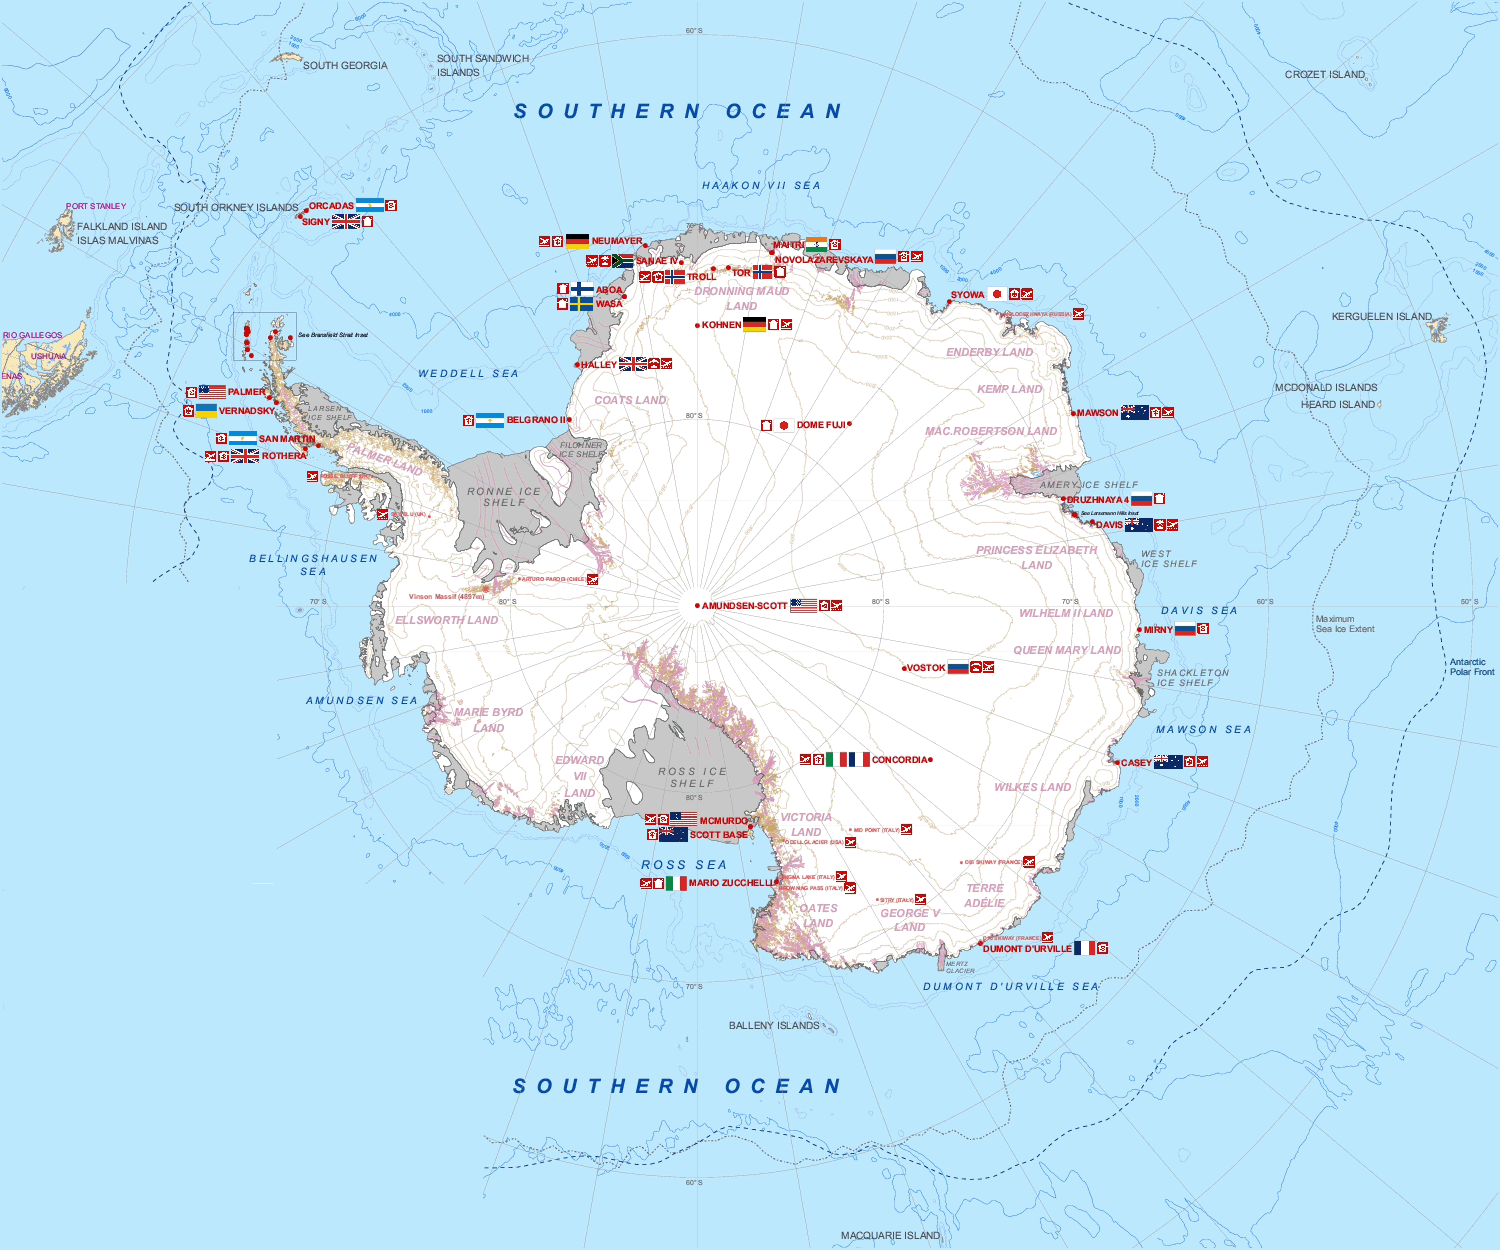 60° S
SOUTH GEORGIA
SOUTH SANDWICH
ISLANDS
CROZET ISLAND
SOUTHERN OCEAN
HAAKON VII SEA
PORT STANLEY
FALKLAND ISLAND
ISLAS MALVINAS
SOUTH ORKNEY ISLANDS
ORCADAS
SIGNY
NEUMAYER
SANAE IV
TROLL
TOR
MAITRI
NOVOLAZAREVSKAYA
ABOA
WASA
DRONNING MAUD
LAND
SYOWA
KOHNEN
KERGUELEN ISLAND
RIO GALLEGOS
USHUAIA
ENAS
See Bransfield Strait Inset
ENDERBY LAND
HALLEY
WEDDELL SEA
KEMP LAND
MCDONALD ISLANDS
HEARD ISLAND
PALMER
VERNADSKY
LARSEN
ICE SHELF
COATS LAND
MAWSON
BELGRANO II
80° S
DOME FUJI
MAC.ROBERTSON LAND
SAN MARTIN
ROTHERA
PALMER LAND
FILCHNER
ICE SHELF
RONNE ICE
SHELF
AMERY ICE SHELF
DRUZHNAYA 4
See Larsemann Hills Inset
DAVIS
BELLINGSHAUSEN
SEA
PRINCESS ELIZABETH
LAND
WEST
ICE SHELF
ARTURO PARODI (CHILE)
Vinson Massif (4897m)
70° S
80° S
AMUNDSEN-SCOTT
80° S
70° S
60° S
50° S
ELLSWORTH LAND
WILHELM II LAND
DAVIS SEA
Maximum
Sea Ice Extent
MIRNY
QUEEN MARY LAND
VOSTOK
SHACKLETON
ICE SHELF
Antarctic
Polar Front
AMUNDSEN SEA
MARIE BYRD
LAND
MAWSON SEA
EDWARD
VII
LAND
ROSS ICE
SHELF
80° S
CONCORDIA
CASEY
WILKES LAND
MCMURDO
SCOTT BASE
VICTORIA
LAND
MID POINT (ITALY)
ROSS SEA
MARIO ZUCCHELLI
BROWNING PASS (ITALY)
SITRY (ITALY)
TERRE
ADÉLIE
OATES
LAND
GEORGE V
LAND
DUMONT D'URVILLE
MERTZ
GLACIER
70° S
DUMONT D'URVILLE SEA
BALLENY ISLANDS
SOUTHERN OCEAN
60° S
MACQUARIE ISLAND